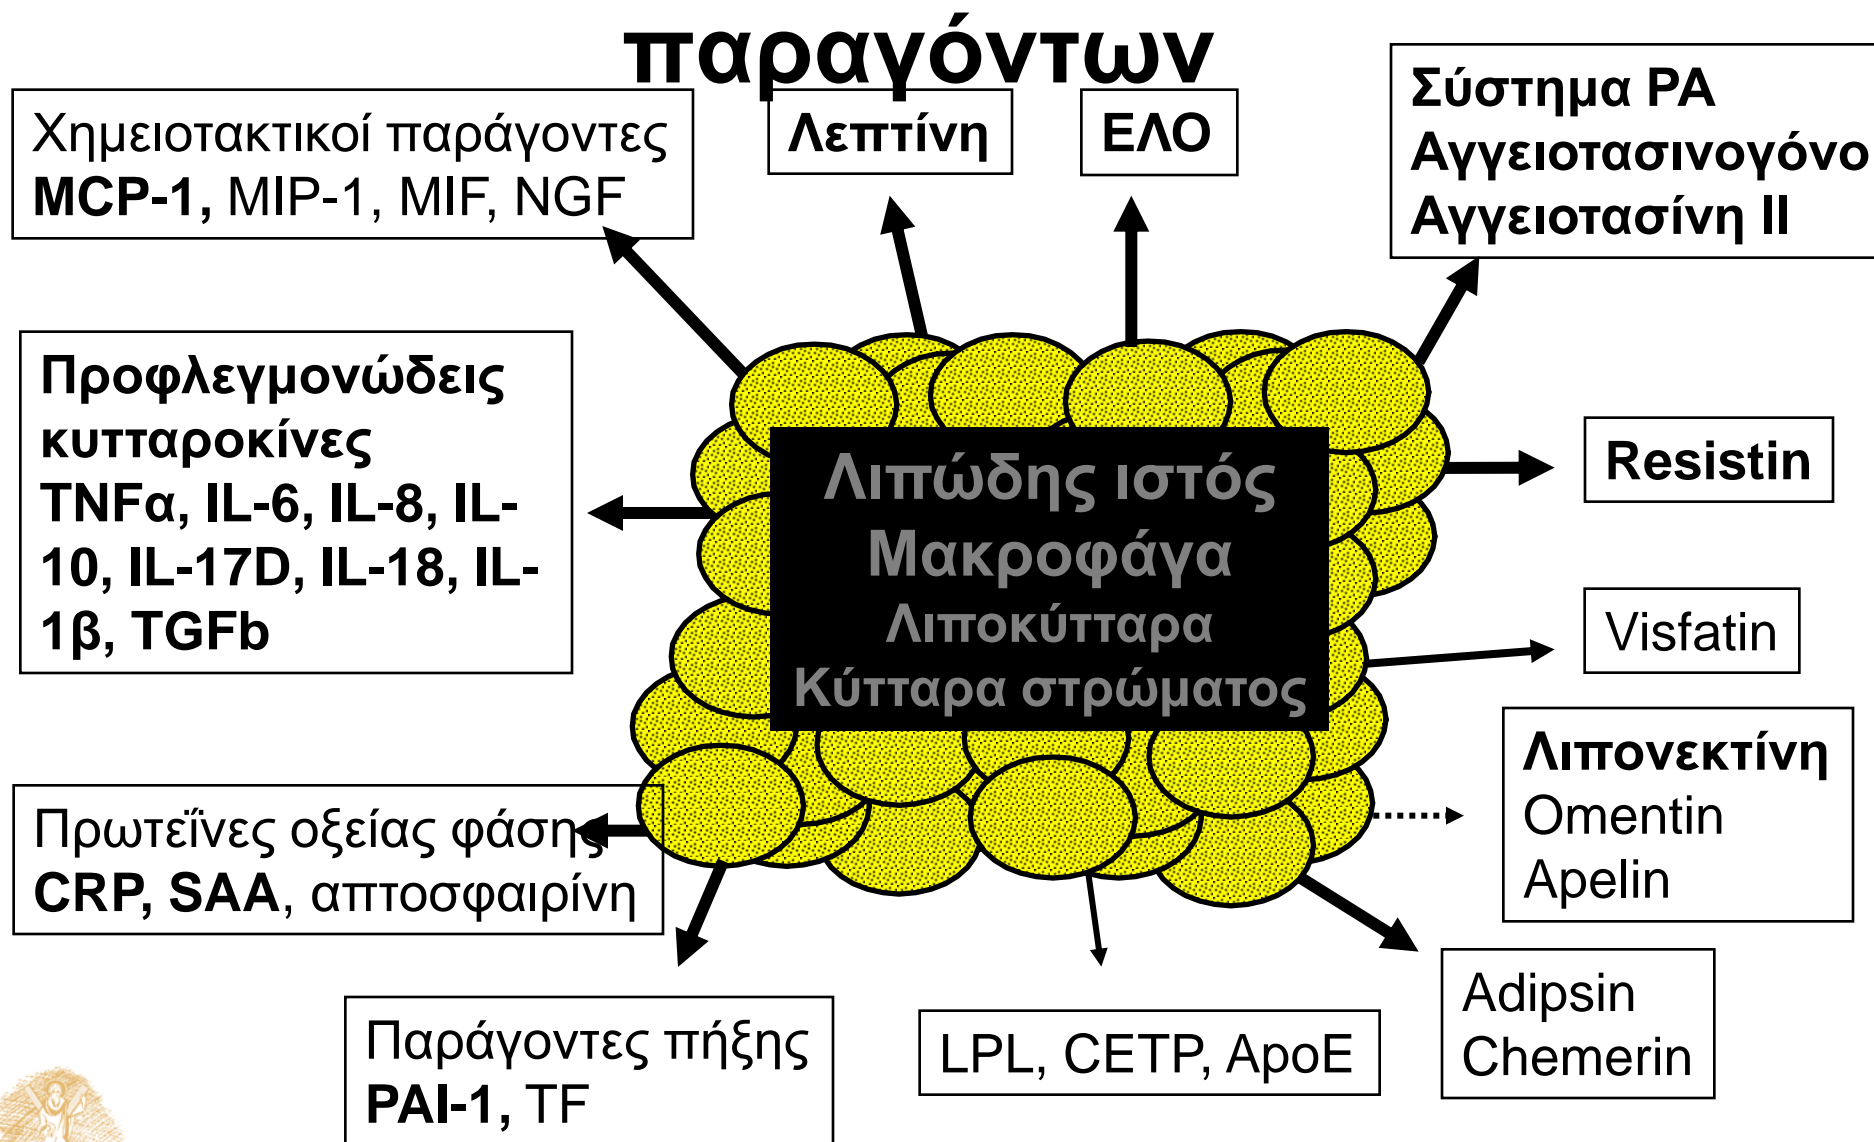 παραγόντων
Χημειοτακτικοί παράγοντες
MCP-1, MIP-1, MIF, NGF
Λεπτίνη
ΕΛΟ
Σύστημα ΡΑ
Αγγειοτασινογόνο
Αγγειοτασίνη ΙΙ
Προφλεγμονώδεις
κυτταροκίνες
TNFα, IL-6, IL-8, IL-
10, IL-17D, IL-18, IL-
1β, TGFb
Λιπώδης ιστός
Μακροφάγα
Λιποκύτταρα
Κύτταρα στρώματος
Resistin
Visfatin
Λιπονεκτίνη
Omentin
Apelin
Πρωτεΐνες οξείας φάσης
CRP, SAA, απτοσφαιρίνη
Adipsin
Chemerin
Παράγοντες πήξης
PAI-1, TF
LPL, CETP, ApoE